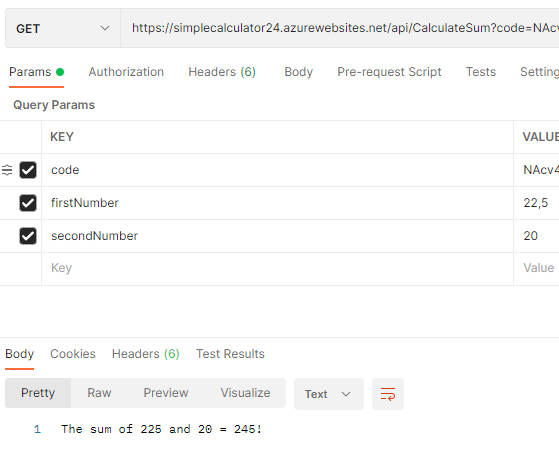 GET https://simplecalculator24.azurewebsites.net/api/CalculateSum?code=NAcv
Params Authorization Headers (6) Body Pre-request Script Tests Setting
Query Params
KEY VALUE
code NAcv4
firstNumber 22,5
secondNumber 20
Key Value
Body Cookies Headers (6) Test Results
Pretty Raw Preview Visualize Text
1 The sum of 225 and 20 = 245!